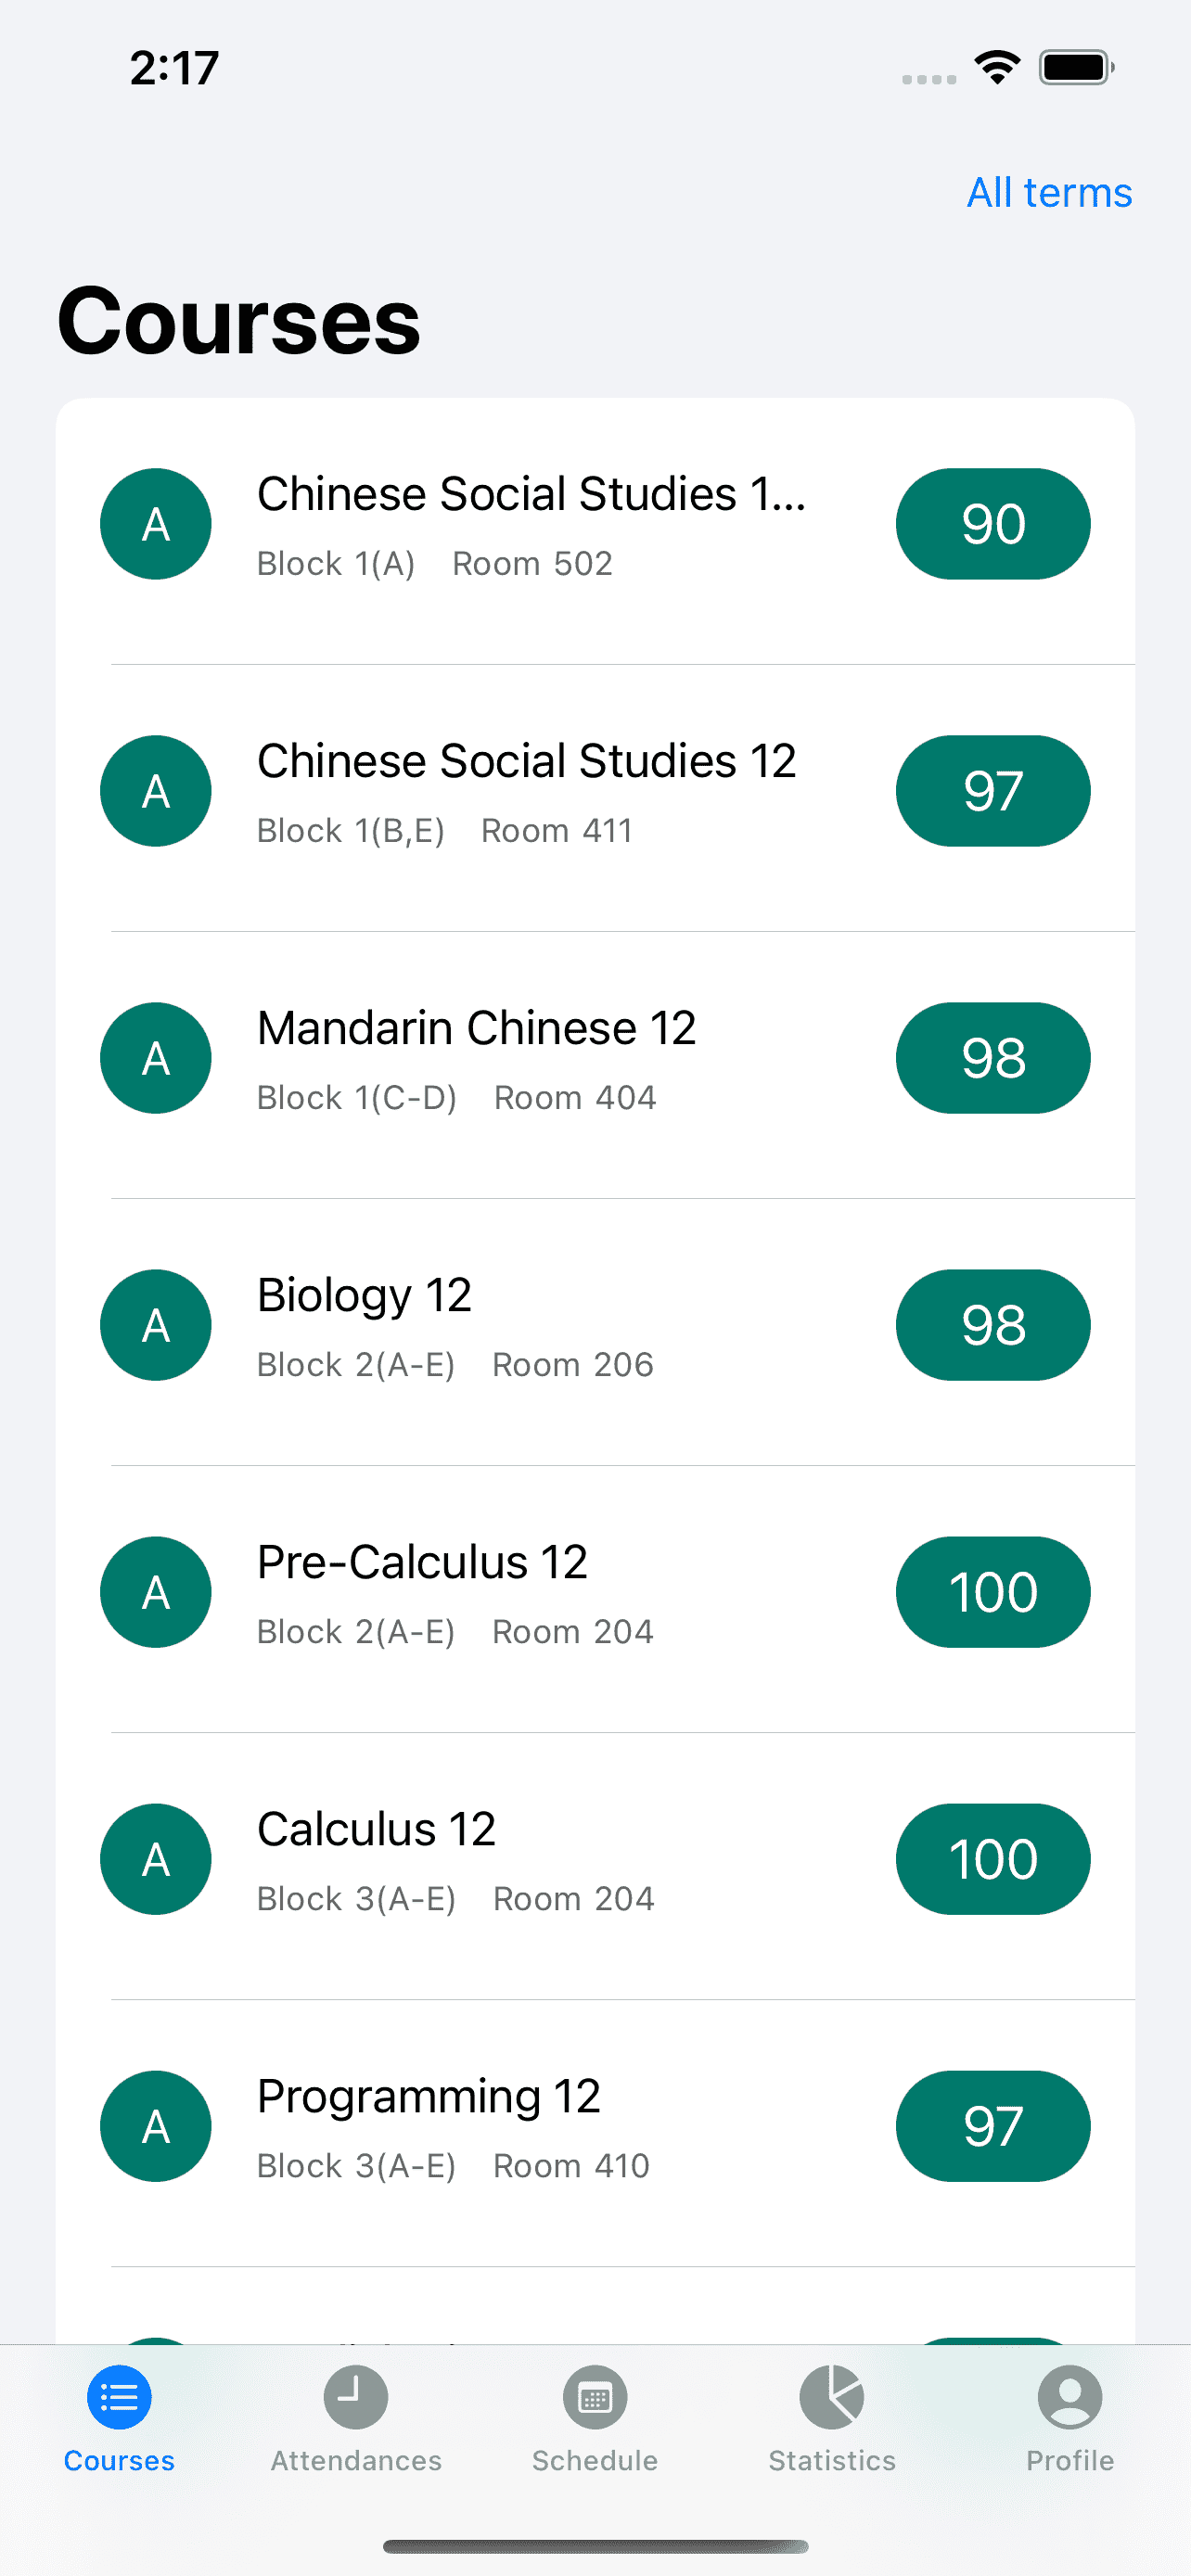 2:17
All terms
Courses
A
Chinese Social Studies 1...
Block 1(A) Room 502
90
A
Chinese Social Studies 12
Block 1(B,E) Room 411
97
A
Mandarin Chinese 12
Block 1(C-D) Room 404
98
A
Biology 12
Block 2(A-E) Room 206
98
A
Pre-Calculus 12
Block 2(A-E) Room 204
100
A
Calculus 12
Block 3(A-E) Room 204
100
A
Programming 12
Block 3(A-E) Room 410
97
Courses
Attendances
Schedule
Statistics
Profile